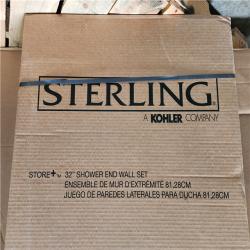 STERLING
A KOHLER COMPANY
STORE+™ 32" SHOWER END WALL SET
ENSEMBLE DE MUR D'EXTRÉMITÉ 81,28CM
JUEGO DE PAREDES LATERALES PARA DUCHA 81,28CM